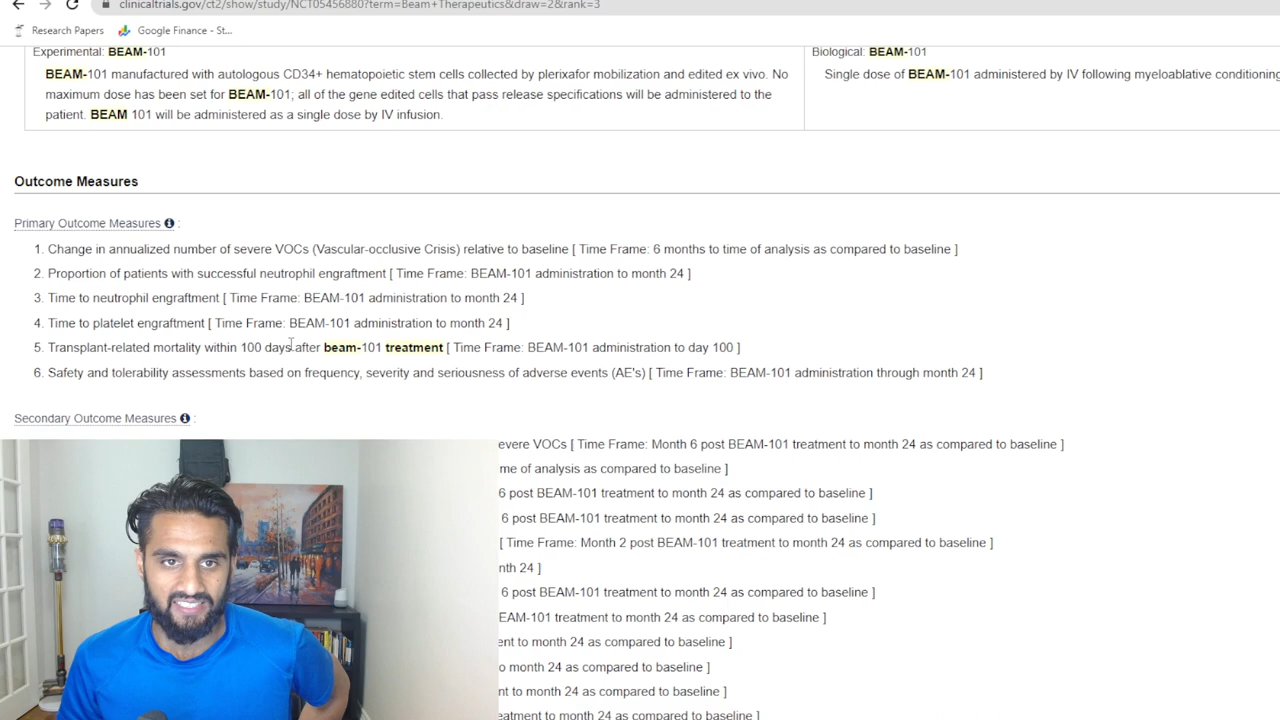 clinicaltrials.gov/ct2/show/study/NCT05456880?term=Beam+Therapeutics&draw=2&rank=3
Research Papers
Google Finance - St...
Experimental: BEAM-101
BEAM-101 manufactured with autologous CD34+ hematopoietic stem cells collected by plerixafor mobilization and edited ex vivo. No
maximum dose has been set for BEAM-101; all of the gene edited cells that pass release specifications will be administered to the
patient. BEAM 101 will be administered as a single dose by IV infusion.
Biological: BEAM-101
Single dose of BEAM-101 administered by IV following myeloablative conditioning
Outcome Measures
Primary Outcome Measures :
1. Change in annualized number of severe VOCs (Vascular-occlusive Crisis) relative to baseline [ Time Frame: 6 months to time of analysis as compared to baseline ]
2. Proportion of patients with successful neutrophil engraftment [ Time Frame: BEAM-101 administration to month 24 ]
3. Time to neutrophil engraftment [ Time Frame: BEAM-101 administration to month 24 ]
4. Time to platelet engraftment [ Time Frame: BEAM-101 administration to month 24 ]
5. Transplant-related mortality within 100 days after beam-101 treatment [ Time Frame: BEAM-101 administration to day 100 ]
6. Safety and tolerability assessments based on frequency, severity and seriousness of adverse events (AE's) [ Time Frame: BEAM-101 administration through month 24 ]
Secondary Outcome Measures :
evere VOCs [ Time Frame: Month 6 post BEAM-101 treatment to month 24 as compared to baseline ]
me of analysis as compared to baseline ]
6 post BEAM-101 treatment to month 24 as compared to baseline ]
6 post BEAM-101 treatment to month 24 as compared to baseline ]
[ Time Frame: Month 2 post BEAM-101 treatment to month 24 as compared to baseline ]
nth 24 ]
6 post BEAM-101 treatment to month 24 as compared to baseline ]
EAM-101 treatment to month 24 as compared to baseline ]
ent to month 24 as compared to baseline ]
o month 24 as compared to baseline ]
nt to month 24 as compared to baseline ]
eatment to month 24 as compared to baseline ]